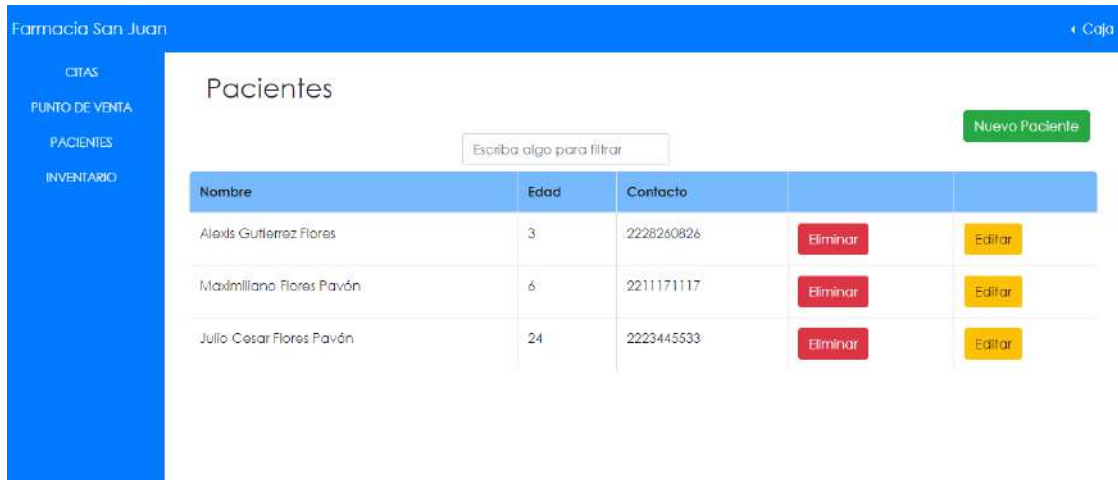 Farmacia San Juan
Caja
CITAS
PUNTO DE VENTA
PACIENTES
INVENTARIO
Pacientes
Nuevo Paciente
Escriba algo para filtrar
Nombre Edad Contacto
Alexis Gutierrez Flores 3 2228260826 Eliminar Editar
Maximiliano Flores Pavón 6 2211171117 Eliminar Editar
Julio Cesar Flores Pavón 24 2223445533 Eliminar Editar